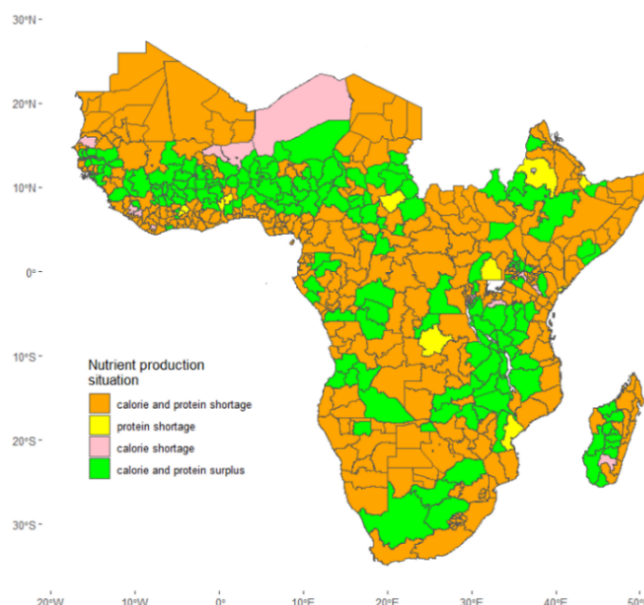 30°N
20°N
10°N
0°
10°S
20°S
30°S
Nutrient production
situation
calorie and protein shortage
protein shortage
calorie shortage
calorie and protein surplus
20°W 10°W 0° 10°E 20°E 30°E 40°E 50°